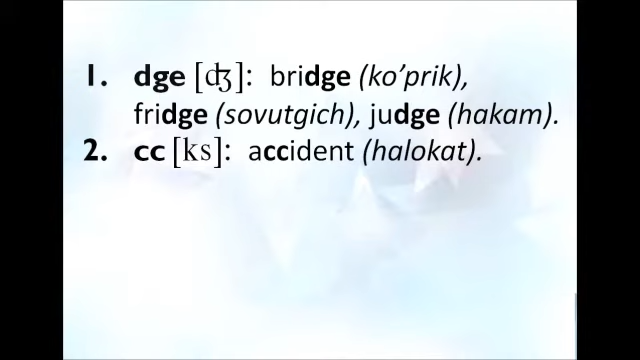 1. dge [ʤ]: bridge (ko’prik),
fridge (sovutgich), judge (hakam).
2. cc [ks]: accident (halokat).